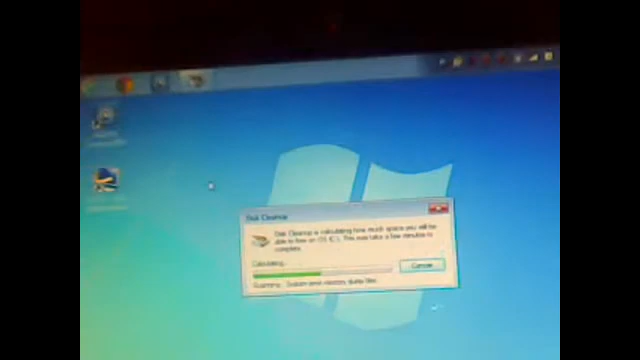 Disk Cleanup
Disk Cleanup is calculating how much space you will be
able to free on OS (C:). This may take a few minutes to
complete.
Calculating...
Cancel
Scanning: System error memory dump files